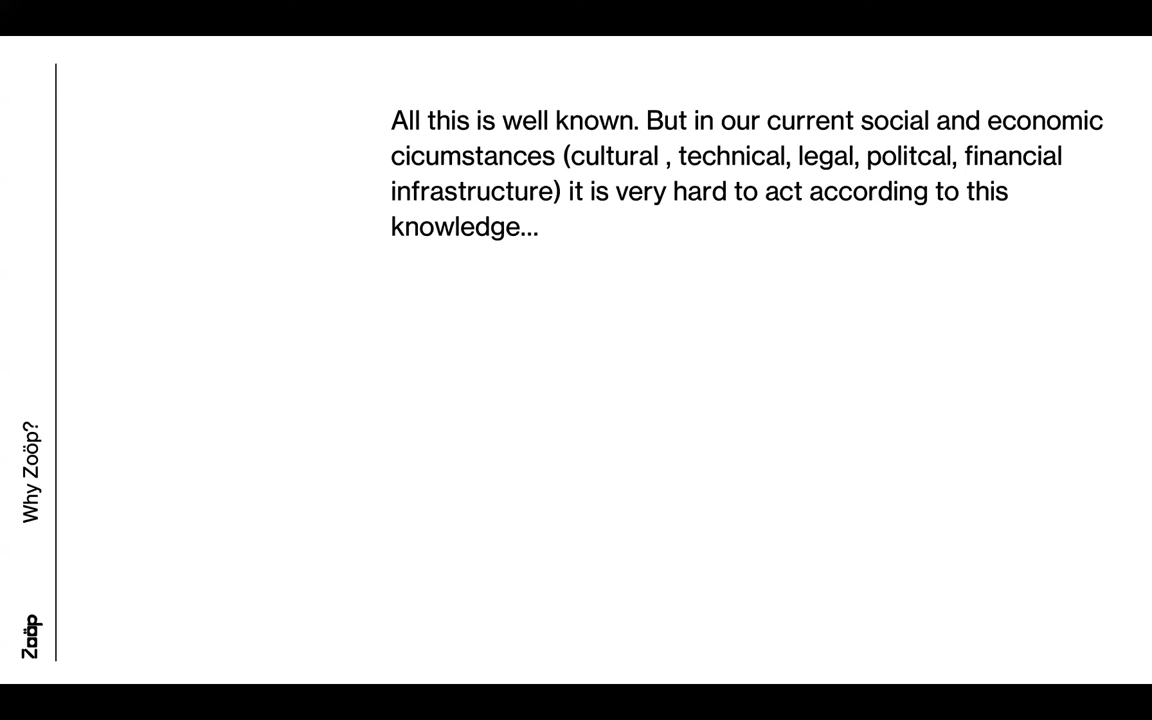 All this is well known. But in our current social and economic
cicumstances (cultural , technical, legal, politcal, financial
infrastructure) it is very hard to act according to this
knowledge...
Why Zoöp?
Zoöp